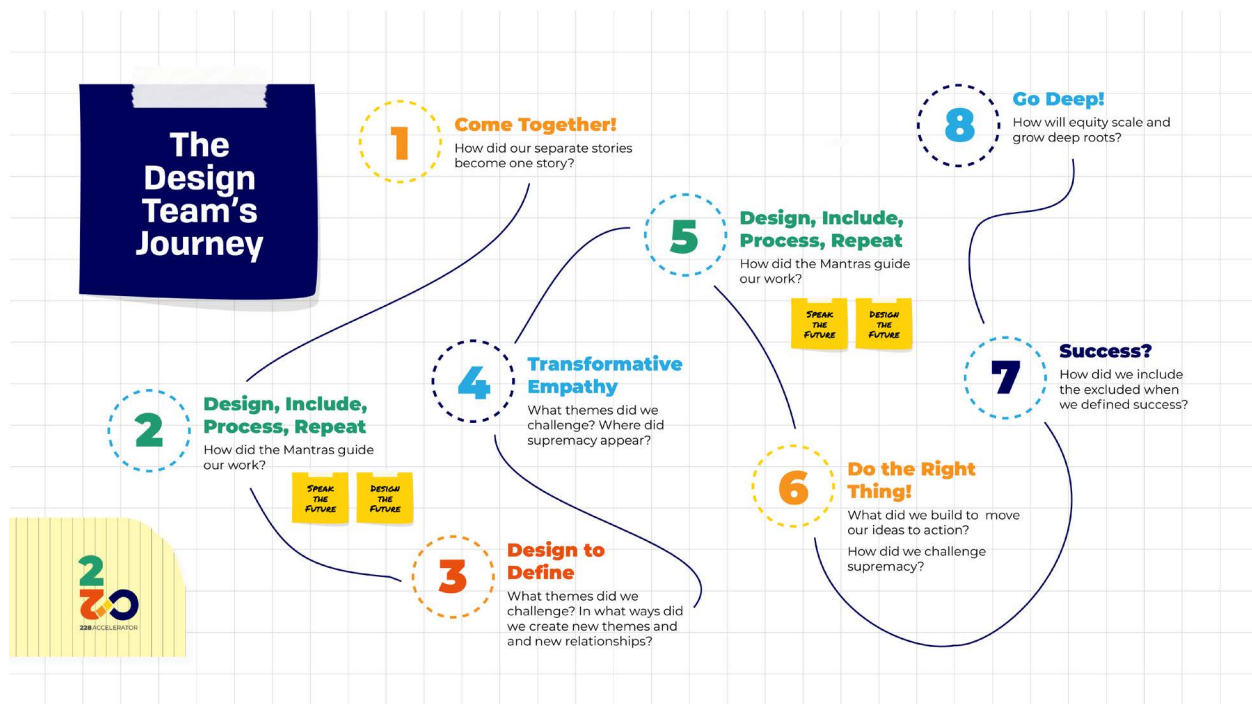 The
Design
Team's
Journey
1
Come Together!
How did our separate stories
become one story?
2
Design, Include,
Process, Repeat
How did the Mantras guide
our work?
SPEAK
THE
FUTURE
DESIGN
THE
FUTURE
3
Design to
Define
What themes did we
challenge? In what ways did
we create new themes and
and new relationships?
4
Transformative
Empathy
What themes did we
challenge? Where did
supremacy appear?
5
Design, Include,
Process, Repeat
How did the Mantras guide
our work?
SPEAK
THE
FUTURE
DESIGN
THE
FUTURE
6
Do the Right
Thing!
What did we build to  move
our ideas to action?
How did we challenge
supremacy?
7
Success?
How did we include
the excluded when
we defined success?
8
Go Deep!
How will equity scale and
grow deep roots?
228 ACCELERATOR